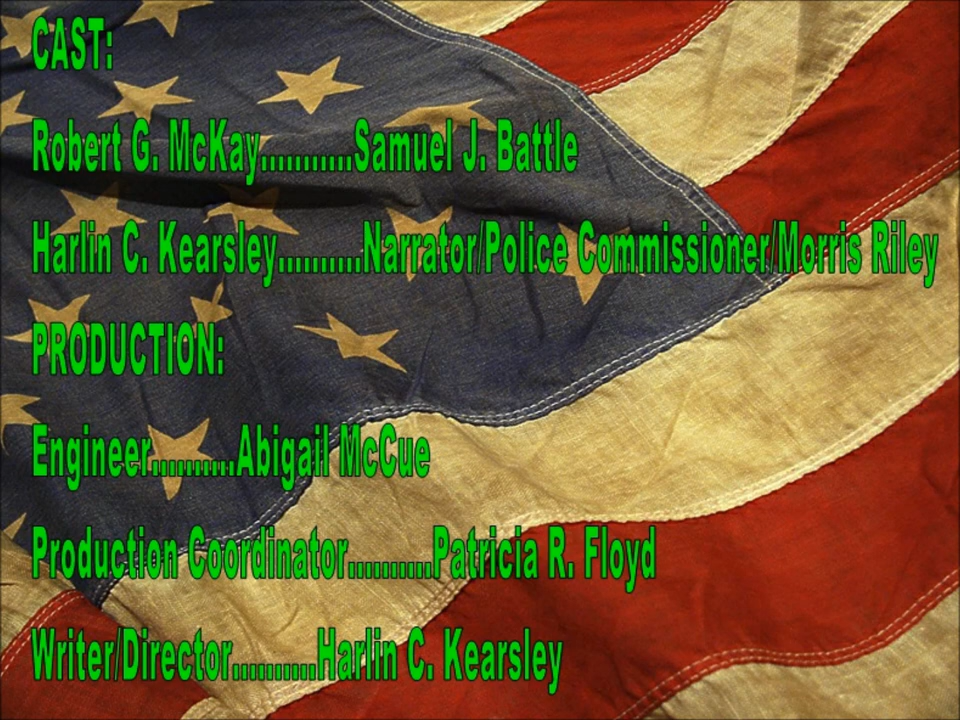 CAST:
Robert G. McKay...........Samuel J. Battle
Harlin C. Kearsley..........Narrator/Police Commissioner/Morris Riley
PRODUCTION:
Engineer..........Abigail McCue
Production Coordinator..........Patricia R. Floyd
Writer/Director..........Harlin C. Kearsley